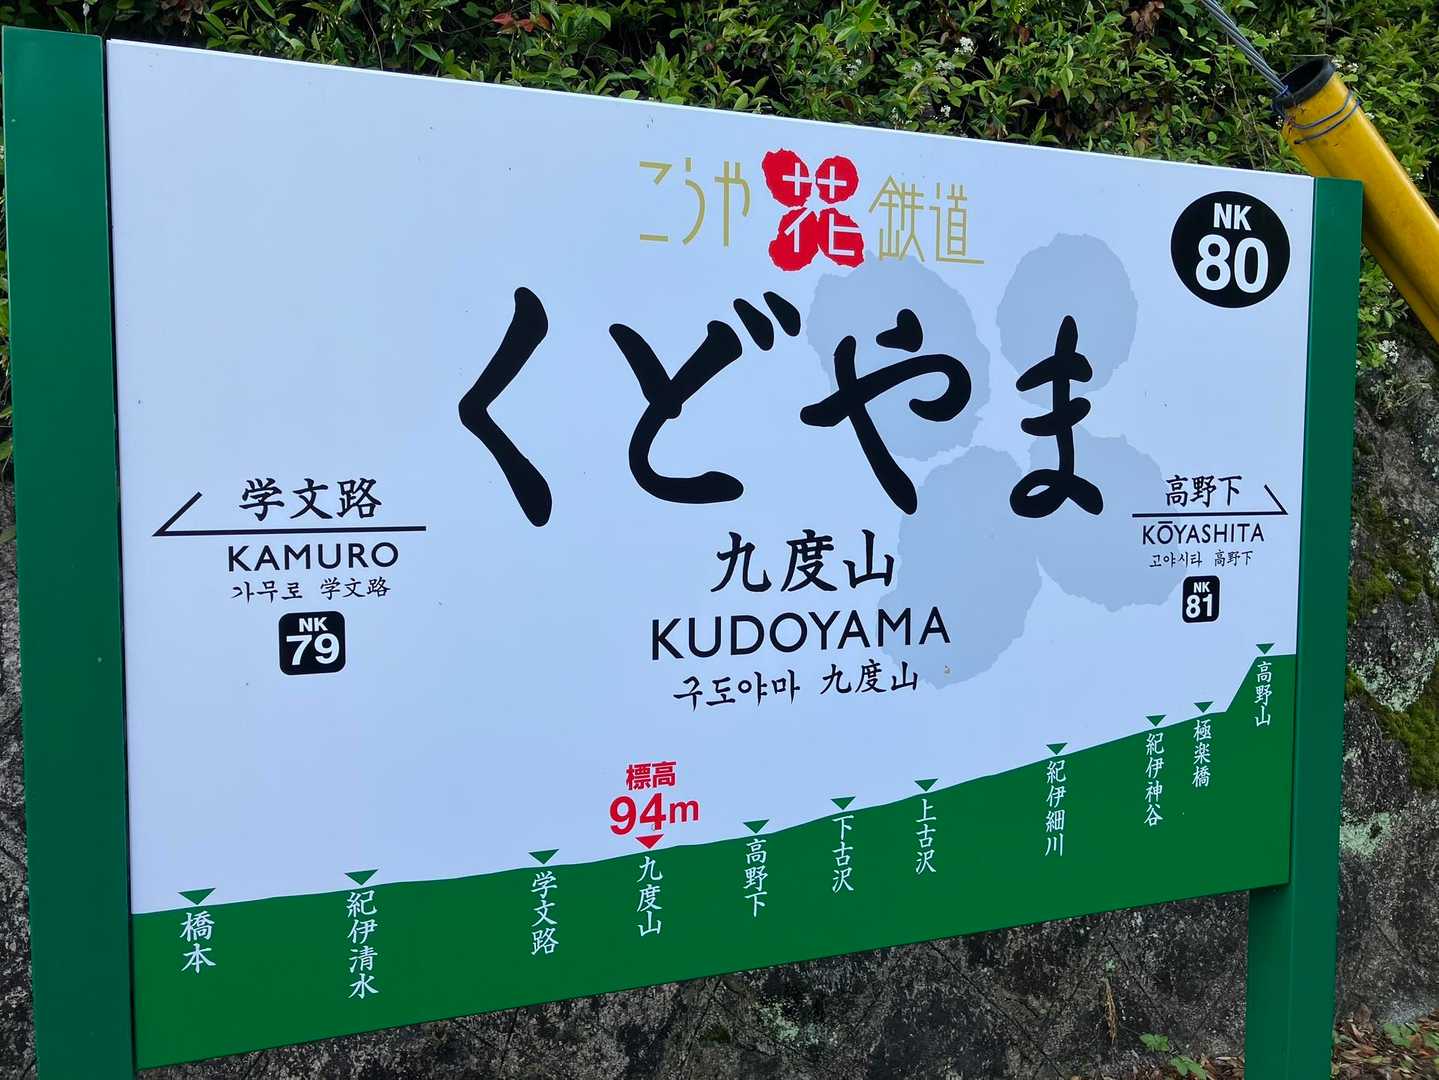 こうや花鉄道
NK
80
くどやま
学文路
KAMURO
가무로 学文路
NK
79
九度山
KUDOYAMA
구도야마 九度山
高野下
KŌYASHITA
고야시타 高野下
NK
81
標高
94m
橋本
紀伊清水
学文路
九度山
高野下
下古沢
上古沢
紀伊細川
紀伊神谷
極楽橋
高野山